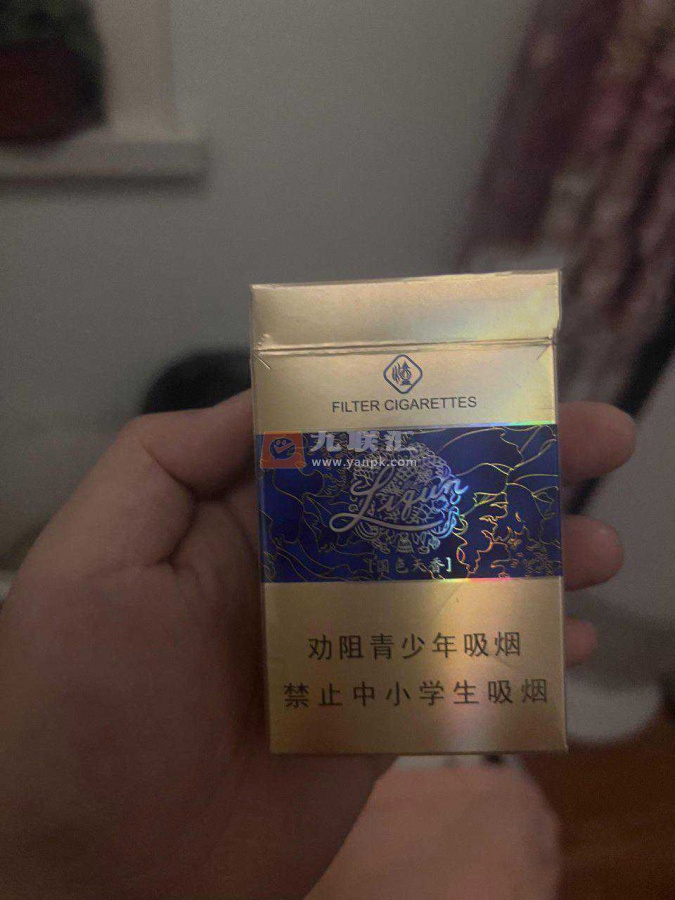 FILTER CIGARETTES
九联汇
www.yanpk.com
Liqun
[国色天香]
劝阻青少年吸烟
禁止中小学生吸烟